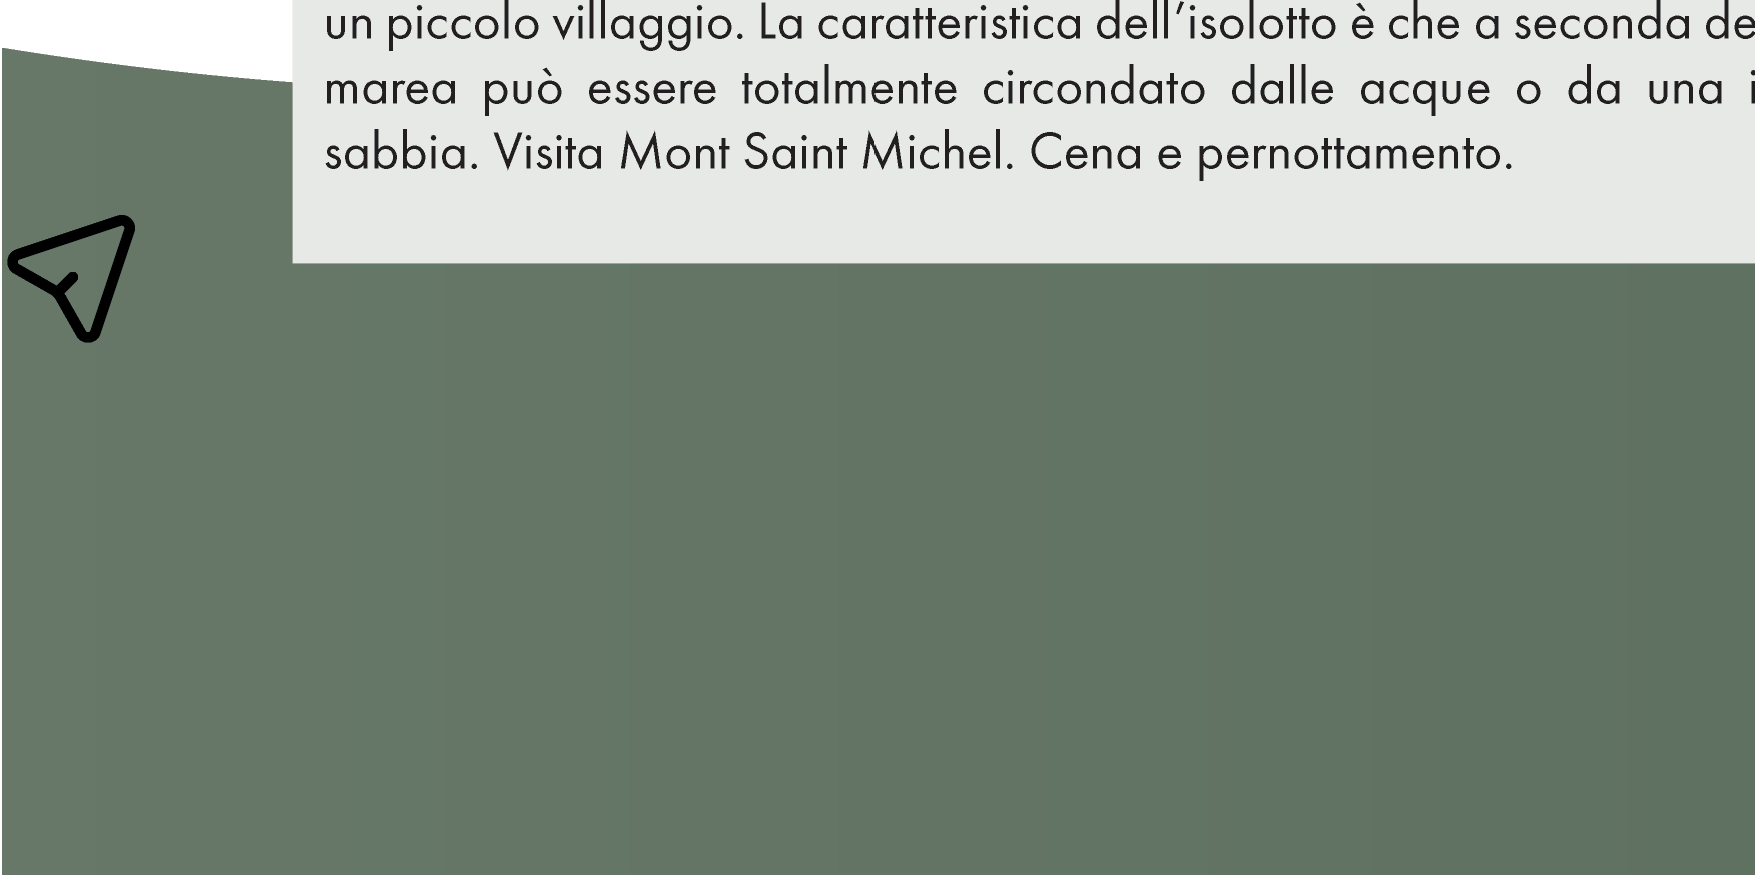 un piccolo villaggio. La caratteristica dell’isolotto è che a seconda de
marea può essere totalmente circondato dalle acque o da una i
sabbia. Visita Mont Saint Michel. Cena e pernottamento.